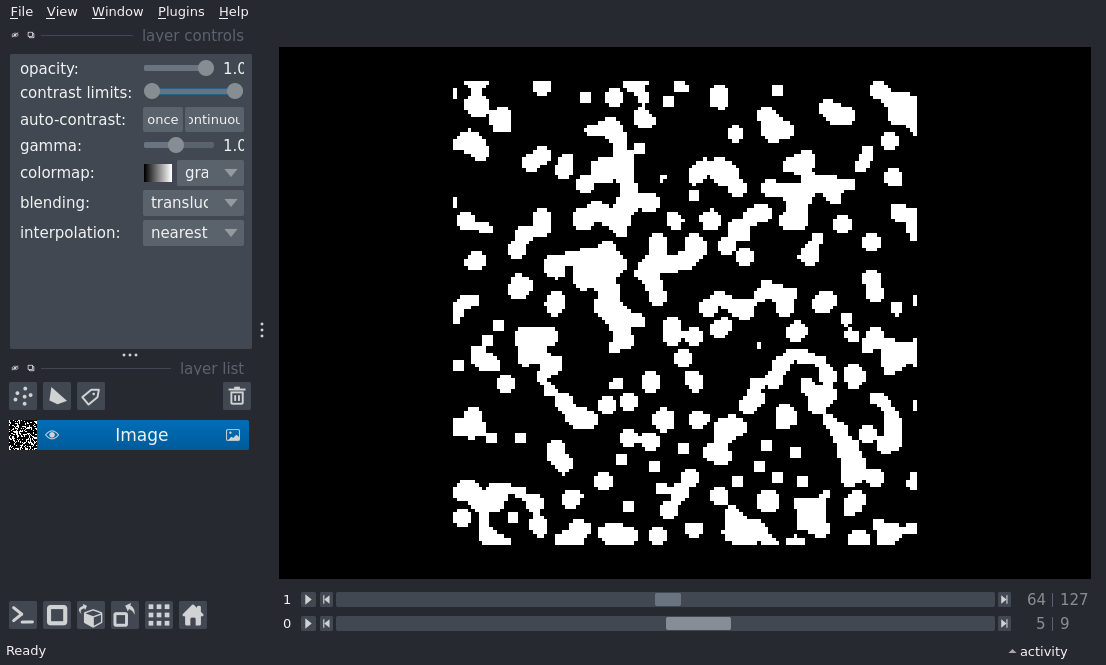 File View Window Plugins Help
layer controls
opacity: 1.0
contrast limits:
auto-contrast: once ontinuou
gamma: 1.0
colormap: gra
blending: transluc
interpolation: nearest
layer list
Image
1 64 | 127
0 5 | 9
Ready activity